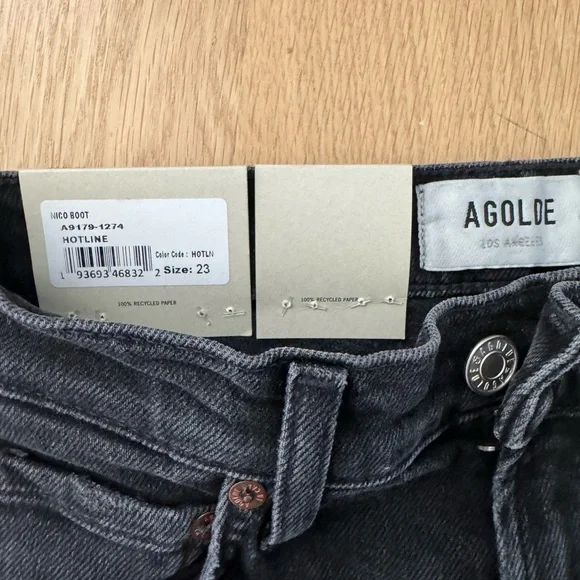 NICO BOOT
A9179-1274
HOTLINE
Color Code : HOTLN
1 93693 46832 2 Size: 23
100% RECYCLED PAPER
100% RECYCLED PAPER
AGOLDE
LOS ANGELES